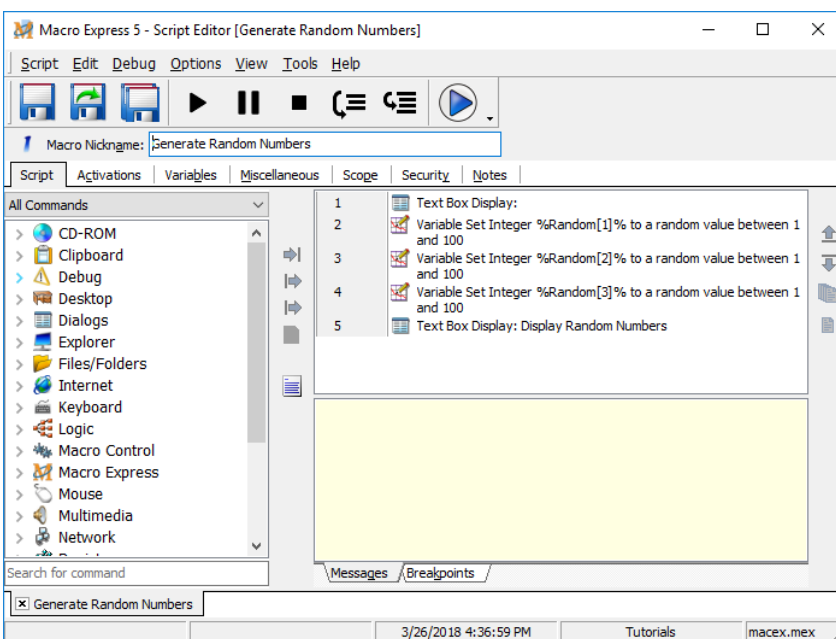 Macro Express 5 - Script Editor [Generate Random Numbers]
Script Edit Debug Options View Tools Help
Macro Nickname: Generate Random Numbers
Script Activations Variables Miscellaneous Scope Security Notes
All Commands
CD-ROM
Clipboard
Debug
Desktop
Dialogs
Explorer
Files/Folders
Internet
Keyboard
Logic
Macro Control
Macro Express
Mouse
Multimedia
Network
1 Text Box Display:
2 Variable Set Integer %Random[1]% to a random value between 1
and 100
3 Variable Set Integer %Random[2]% to a random value between 1
and 100
4 Variable Set Integer %Random[3]% to a random value between 1
and 100
5 Text Box Display: Display Random Numbers
Search for command
Messages Breakpoints
Generate Random Numbers
3/26/2018 4:36:59 PM Tutorials macex.mex